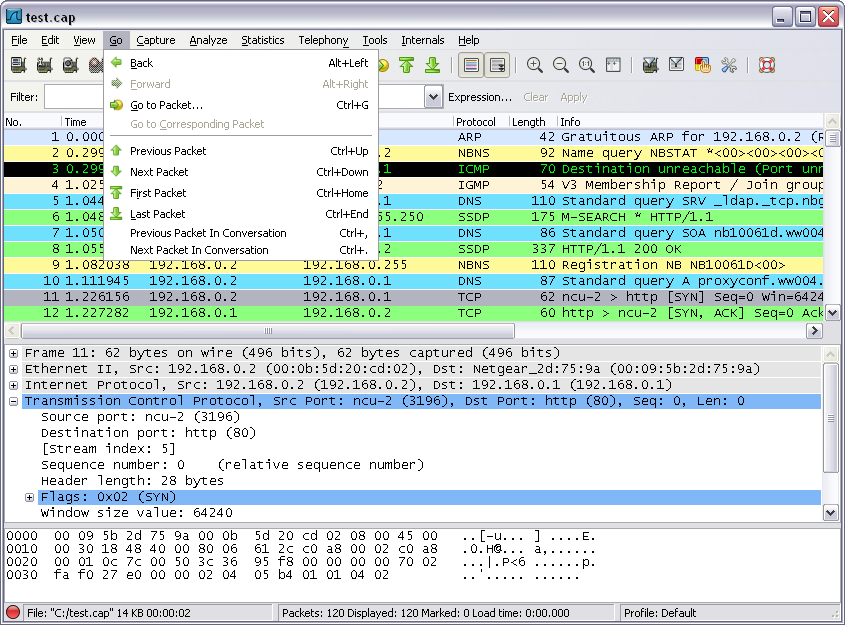 test.cap
File Edit View Go Capture Analyze Statistics Telephony Tools Internals Help
Back Alt+Left
Forward Alt+Right
Go to Packet... Ctrl+G
Go to Corresponding Packet
Previous Packet Ctrl+Up
Next Packet Ctrl+Down
First Packet Ctrl+Home
Last Packet Ctrl+End
Previous Packet In Conversation Ctrl+,
Next Packet In Conversation Ctrl+.
Filter: Expression... Clear Apply
No. Time Protocol Length Info
1 0.000 ARP 42 Gratuitous ARP for 192.168.0.2 (R
2 0.299 .2 NBNS 92 Name query NBSTAT *<00><00><00><0
3 0.299 .1 ICMP 70 Destination unreachable (Port unr
4 1.025 .2 IGMP 54 V3 Membership Report / Join group
5 1.044 .1 DNS 110 Standard query SRV _ldap._tcp.nbg
6 1.048 55.250 SSDP 175 M-SEARCH * HTTP/1.1
7 1.050 .1 DNS 86 Standard query SOA nb10061d.ww004
8 1.055 .2 SSDP 337 HTTP/1.1 200 OK
9 1.082038 192.168.0.2 192.168.0.255 NBNS 110 Registration NB NB10061D<00>
10 1.111945 192.168.0.2 192.168.0.1 DNS 87 Standard query A proxyconf.ww004.
11 1.226156 192.168.0.2 192.168.0.1 TCP 62 ncu-2 > http [SYN] Seq=0 Win=6424
12 1.227282 192.168.0.1 192.168.0.2 TCP 60 http > ncu-2 [SYN, ACK] Seq=0 Ack
Frame 11: 62 bytes on wire (496 bits), 62 bytes captured (496 bits)
Ethernet II, Src: 192.168.0.2 (00:0b:5d:20:cd:02), Dst: Netgear_2d:75:9a (00:09:5b:2d:75:9a)
Internet Protocol, Src: 192.168.0.2 (192.168.0.2), Dst: 192.168.0.1 (192.168.0.1)
Transmission Control Protocol, Src Port: ncu-2 (3196), Dst Port: http (80), Seq: 0, Len: 0
Source port: ncu-2 (3196)
Destination port: http (80)
[Stream index: 5]
Sequence number: 0 (relative sequence number)
Header length: 28 bytes
Flags: 0x02 (SYN)
Window size value: 64240
0000 00 09 5b 2d 75 9a 00 0b 5d 20 cd 02 08 00 45 00 ..[-u... ] ....E.
0010 00 30 18 48 40 00 80 06 61 2c c0 a8 00 02 c0 a8 .0.H@... a,......
0020 00 01 0c 7c 00 50 3c 36 95 f8 00 00 00 00 70 02 ...|.P<6 ......p.
0030 fa f0 27 e0 00 00 02 04 05 b4 01 01 04 02 ..'..... ......
File: "C:/test.cap" 14 KB 00:00:02 Packets: 120 Displayed: 120 Marked: 0 Load time: 0:00.000 Profile: Default